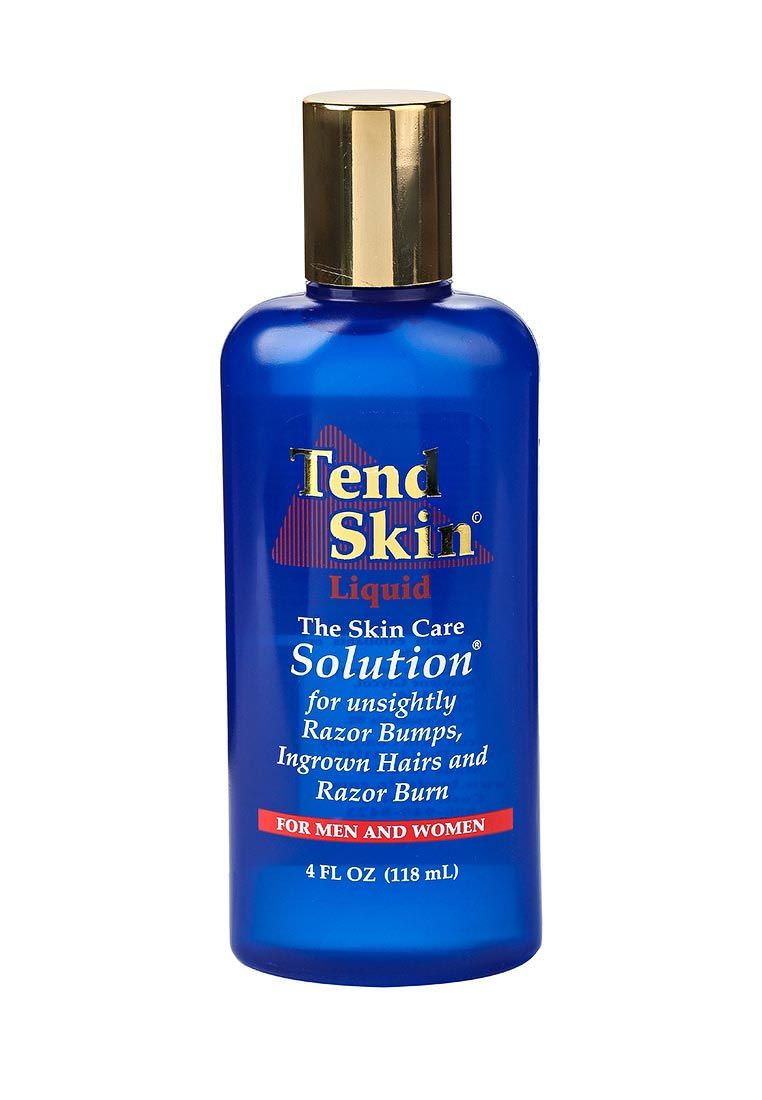 Tend
Skin®
Liquid
The Skin Care
Solution®
for unsightly
Razor Bumps,
Ingrown Hairs and
Razor Burn
FOR MEN AND WOMEN
4 FL OZ (118 mL)